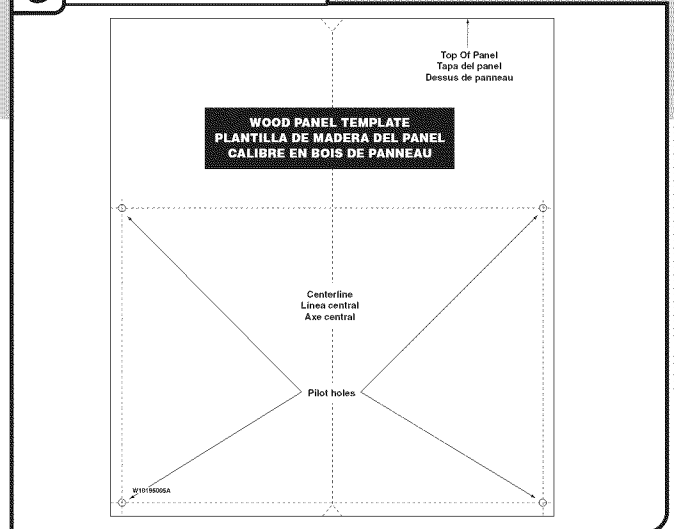 Top Of Panel
Tapa del panel
Dessus de panneau
WOOD PANEL TEMPLATE
PLANTILLA DE MADERA DEL PANEL
CALIBRE EN BOIS DE PANNEAU
Centerline
Línea central
Axe central
Pilot holes
W10195005A